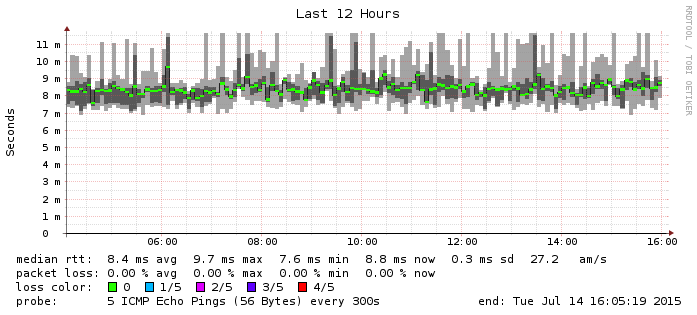 Last 12 Hours
RRDTOOL / TOBI OETIKER
Seconds
11 m
10 m
9 m
8 m
7 m
6 m
5 m
4 m
3 m
2 m
1 m
0
06:00 08:00 10:00 12:00 14:00 16:00
median rtt: 8.4 ms avg 9.7 ms max 7.6 ms min 8.8 ms now 0.3 ms sd 27.2 am/s
packet loss: 0.00 % avg 0.00 % max 0.00 % min 0.00 % now
loss color: 0 1/5 2/5 3/5 4/5
probe: 5 ICMP Echo Pings (56 Bytes) every 300s end: Tue Jul 14 16:05:19 2015